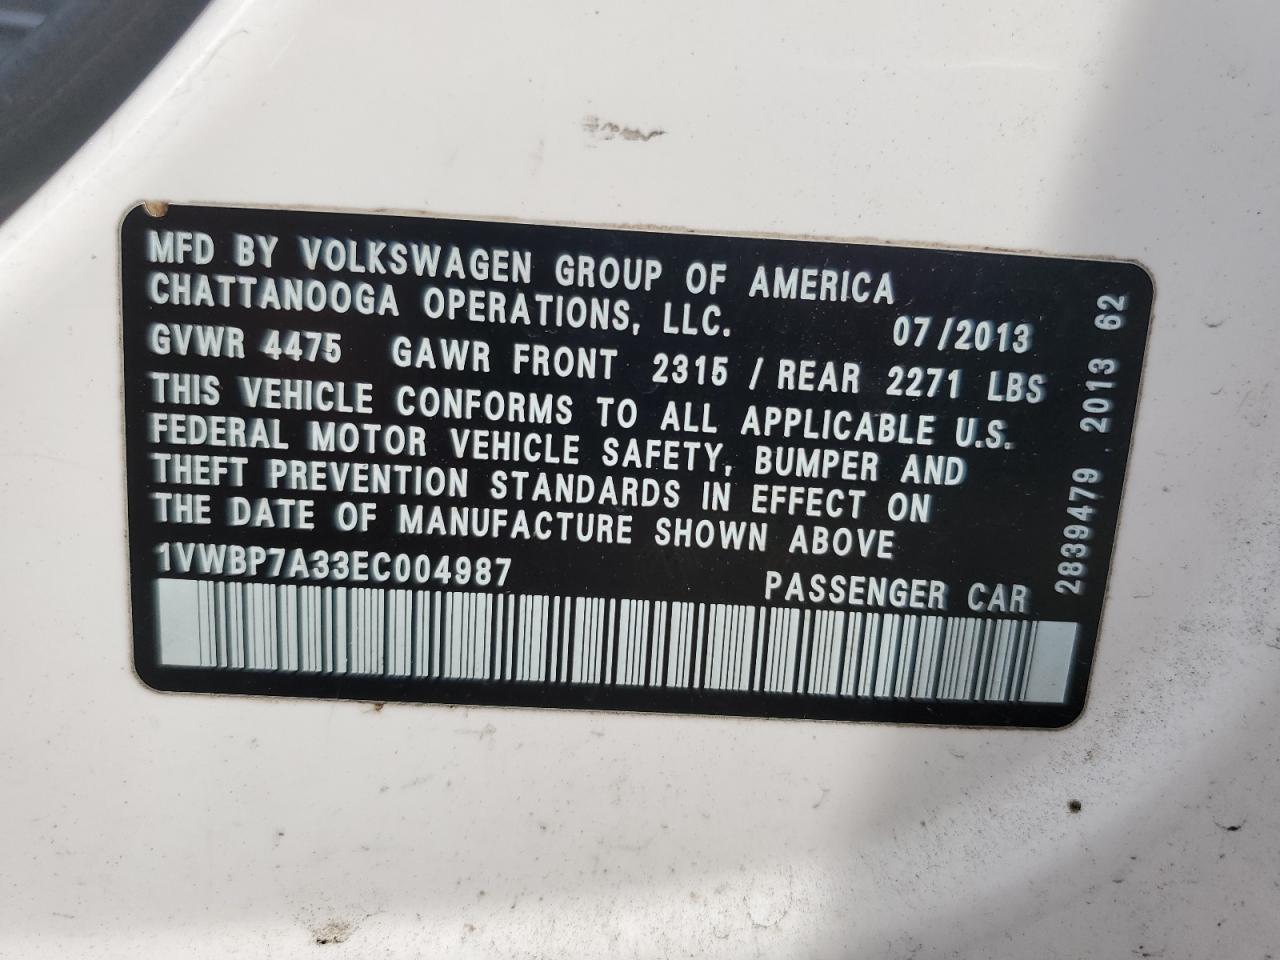 MFD BY VOLKSWAGEN GROUP OF AMERICA
CHATTANOOGA OPERATIONS, LLC. 07/2013
GVWR 4475 GAWR FRONT 2315 / REAR 2271 LBS
THIS VEHICLE CONFORMS TO ALL APPLICABLE U.S.
FEDERAL MOTOR VEHICLE SAFETY, BUMPER AND
THEFT PREVENTION STANDARDS IN EFFECT ON
THE DATE OF MANUFACTURE SHOWN ABOVE
1VWBP7A33EC004987 PASSENGER CAR
28394479 2013 62